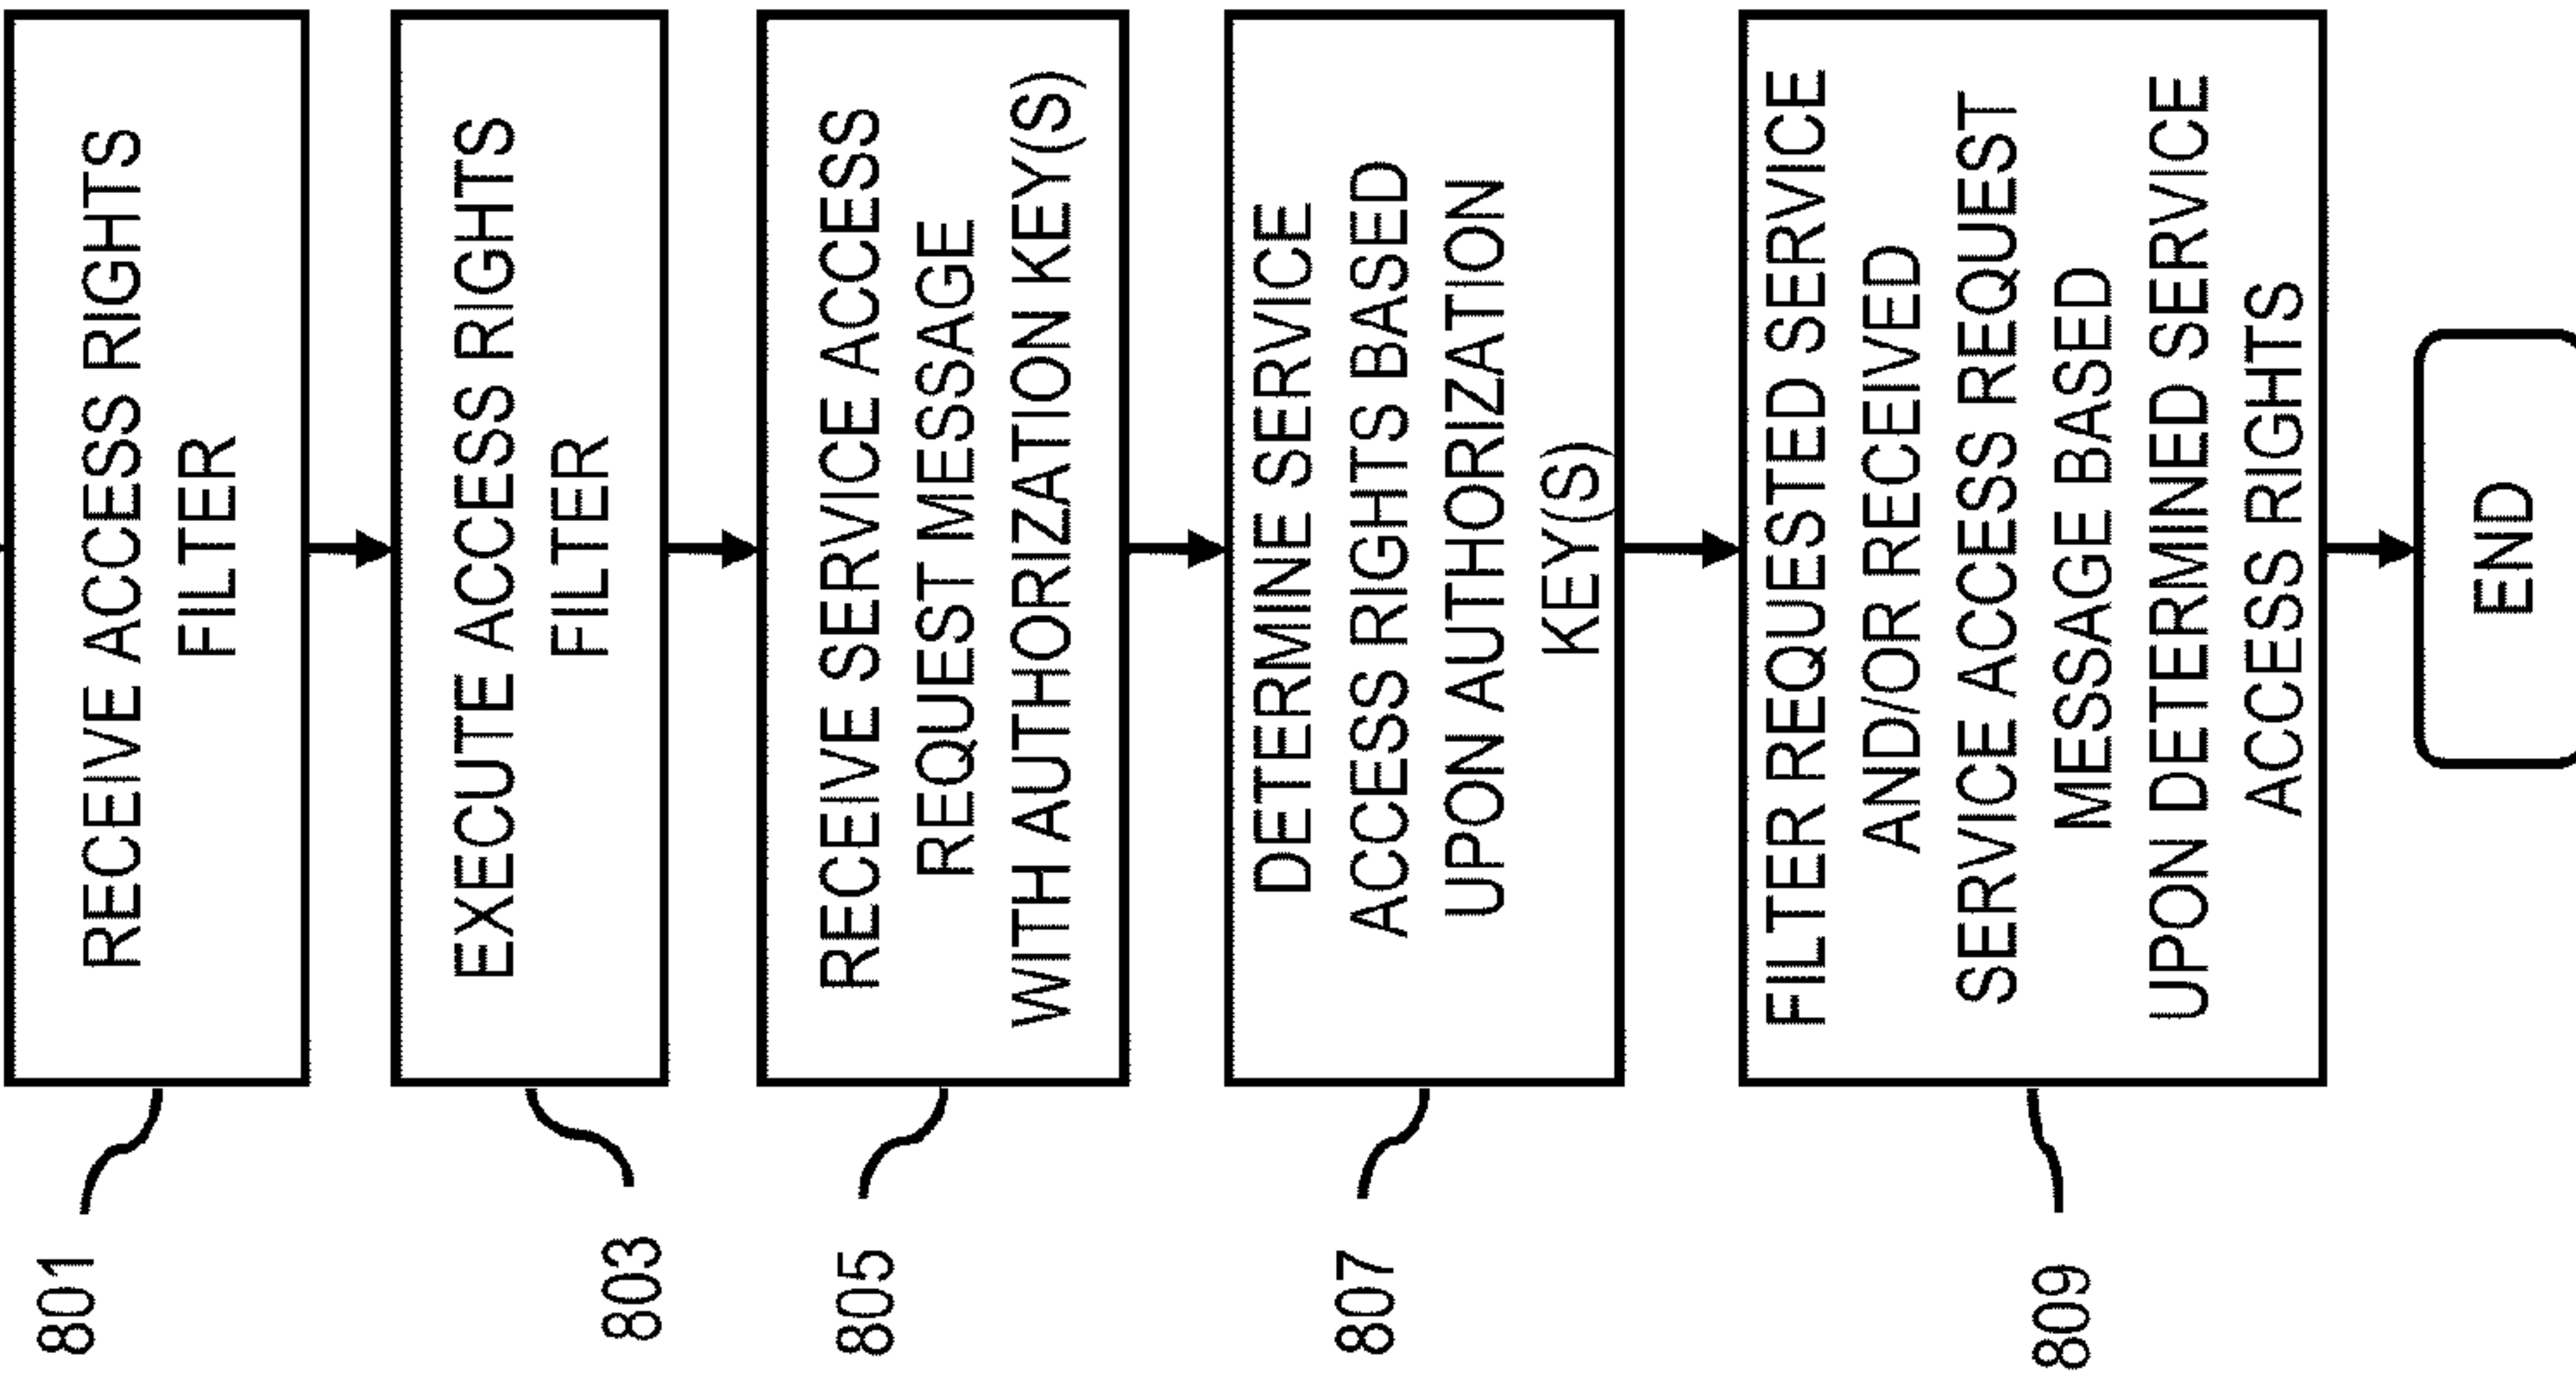 801
RECEIVE ACCESS RIGHTS
FILTER
803
EXECUTE ACCESS RIGHTS
FILTER
805
RECEIVE SERVICE ACCESS
REQUEST MESSAGE
WITH AUTHORIZATION KEY(S)
807
DETERMINE SERVICE
ACCESS RIGHTS BASED
UPON AUTHORIZATION
KEY(S)
809
FILTER REQUESTED SERVICE
AND/OR RECEIVED
SERVICE ACCESS REQUEST
MESSAGE BASED
UPON DETERMINED SERVICE
ACCESS RIGHTS
END